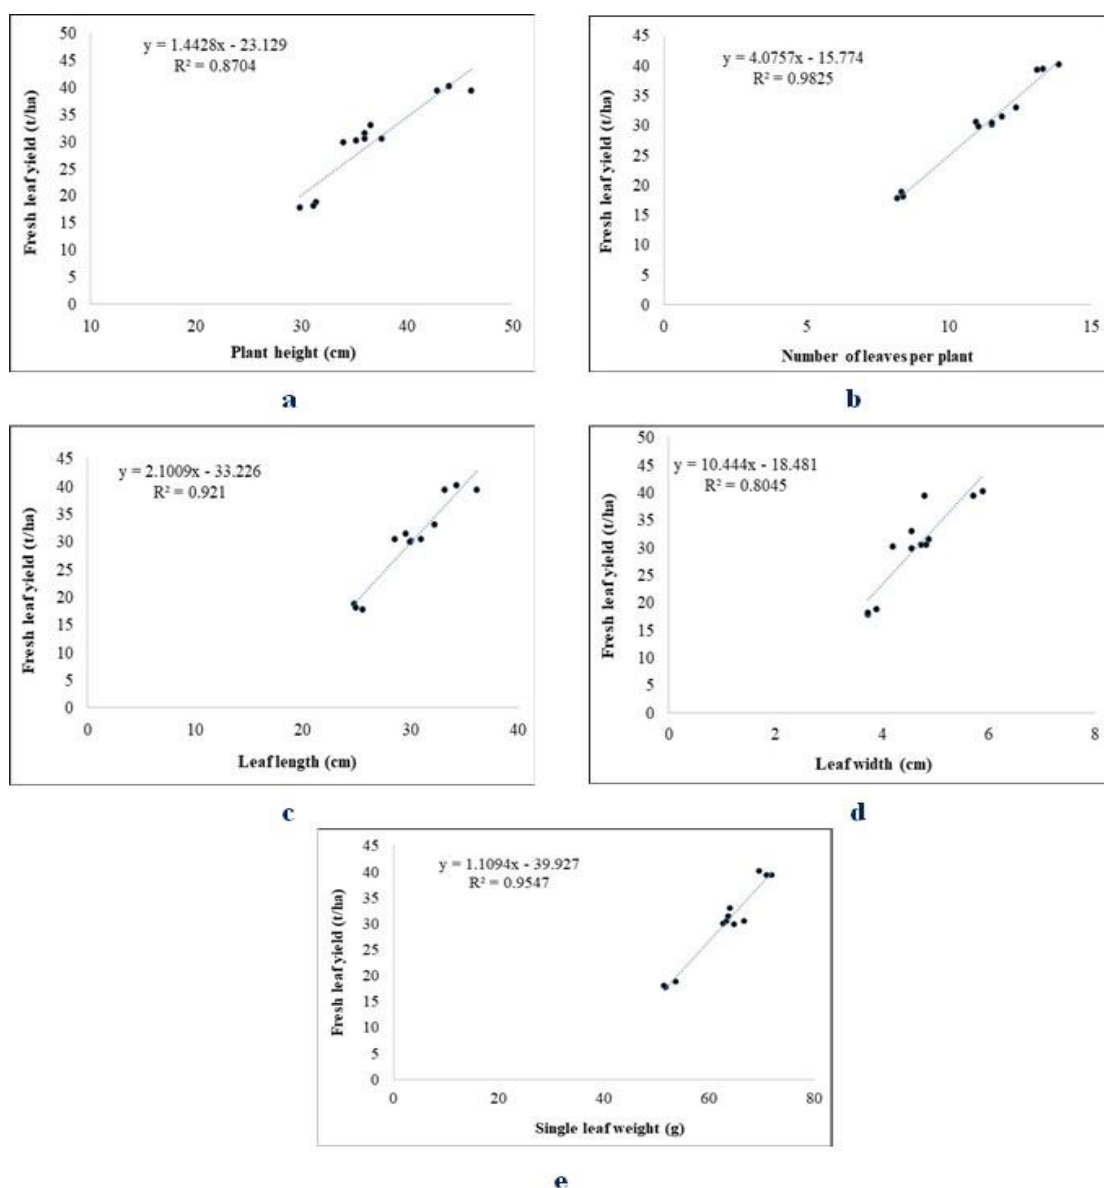 y = 1.4428x - 23.129
R² = 0.8704
Fresh leaf yield (t/ha)
50
45
40
35
30
25
20
15
10
5
0
10 20 30 40 50
Plant height (cm)
a
y = 4.0757x - 15.774
R² = 0.9825
Fresh leaf yield (t/ha)
45
40
35
30
25
20
15
10
5
0
0 5 10 15
Number of leaves per plant
b
y = 2.1009x - 33.226
R² = 0.921
Fresh leaf yield (t/ha)
45
40
35
30
25
20
15
10
5
0
0 10 20 30 40
Leaf length (cm)
c
y = 10.444x - 18.481
R² = 0.8045
Fresh leaf yield (t/ha)
50
45
40
35
30
25
20
15
10
5
0
0 2 4 6 8
Leaf width (cm)
d
y = 1.1094x - 39.927
R² = 0.9547
Fresh leaf yield (t/ha)
45
40
35
30
25
20
15
10
5
0
0 20 40 60 80
Single leaf weight (g)
e